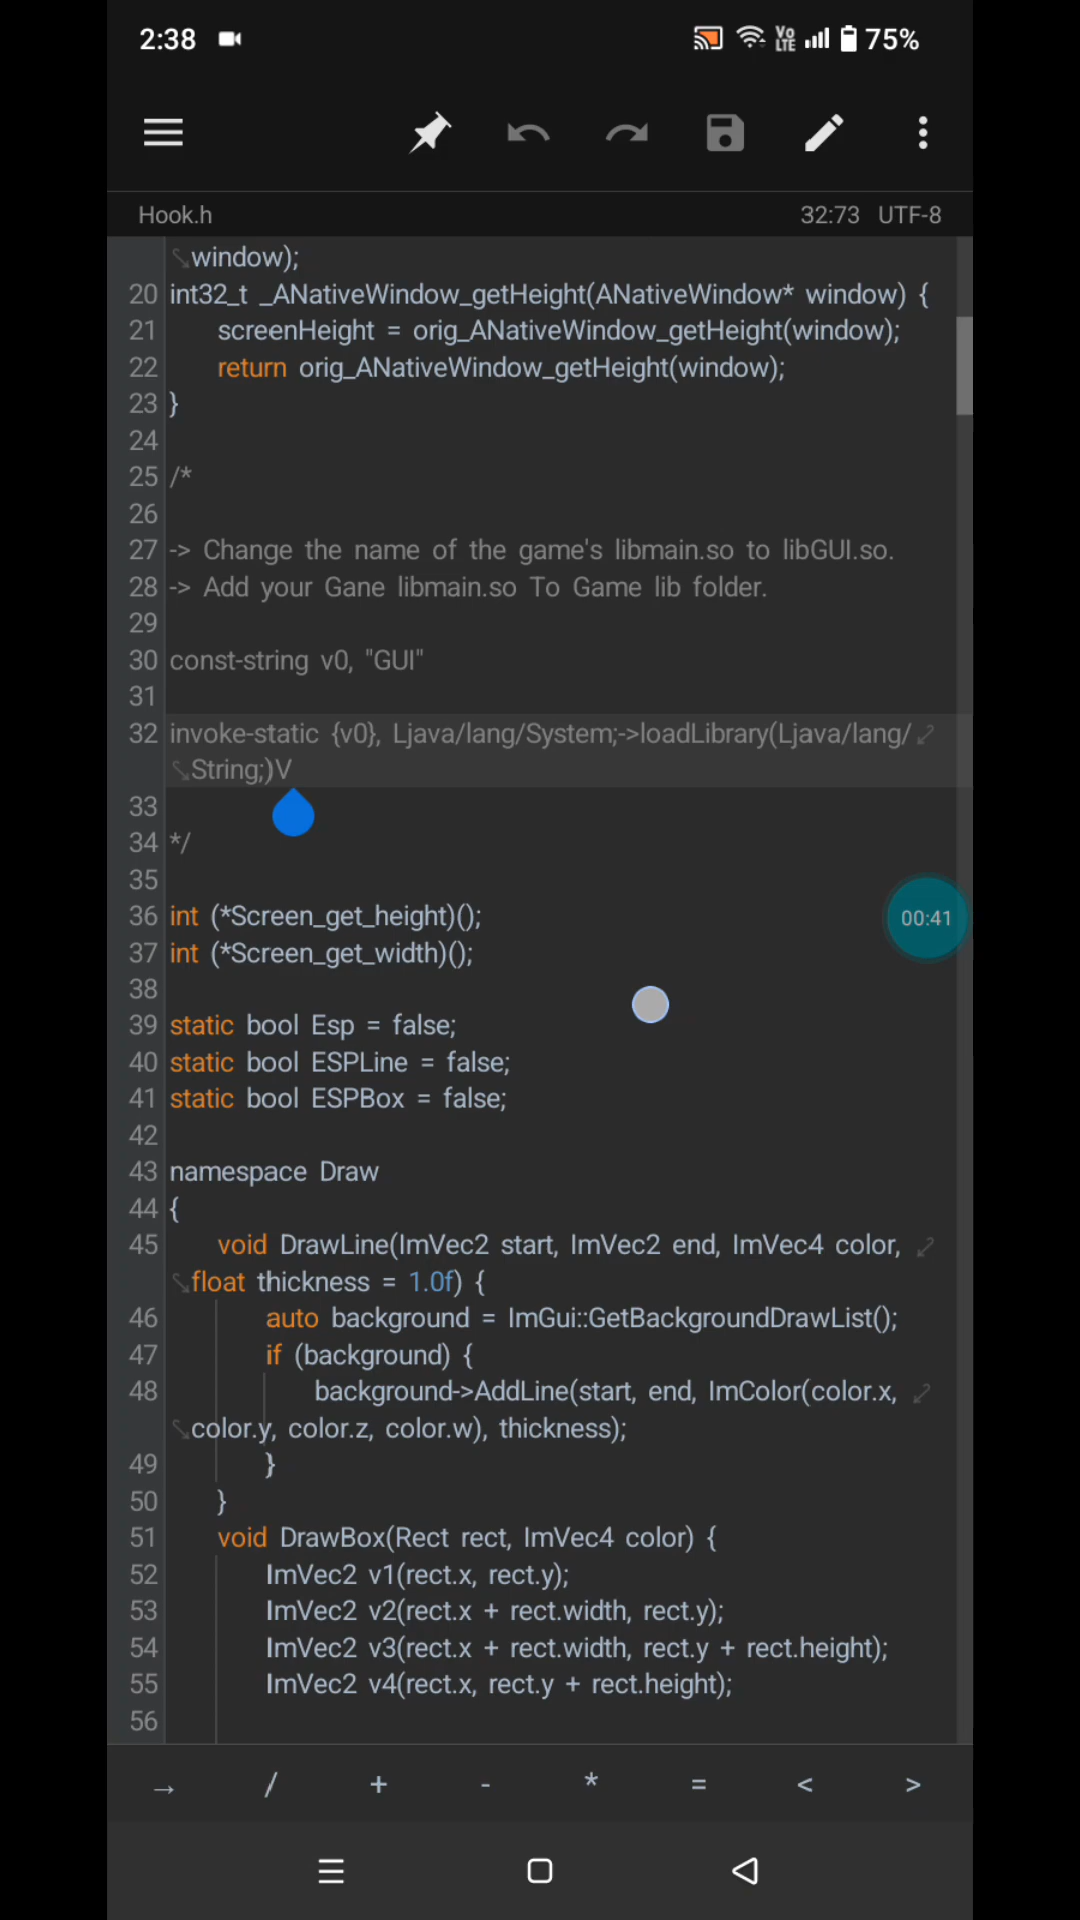 2:38 Vo LTE 75%
Hook.h 32:73 UTF-8
window);
20 int32_t _ANativeWindow_getHeight(ANativeWindow* window) {
21 screenHeight = orig_ANativeWindow_getHeight(window);
22 return orig_ANativeWindow_getHeight(window);
23 }
24
25 /*
26
27 -> Change the name of the game's libmain.so to libGUI.so.
28 -> Add your Gane libmain.so To Game lib folder.
29
30 const-string v0, "GUI"
31
32 invoke-static {v0}, Ljava/lang/System;->loadLibrary(Ljava/lang/
String;)V
33
34 */
35
36 int (*Screen_get_height)();
37 int (*Screen_get_width)();
38
39 static bool Esp = false;
40 static bool ESPLine = false;
41 static bool ESPBox = false;
42
43 namespace Draw
44 {
45 void DrawLine(ImVec2 start, ImVec2 end, ImVec4 color,
float thickness = 1.0f) {
46 auto background = ImGui::GetBackgroundDrawList();
47 if (background) {
48 background->AddLine(start, end, ImColor(color.x,
color.y, color.z, color.w), thickness);
49 }
50 }
51 void DrawBox(Rect rect, ImVec4 color) {
52 ImVec2 v1(rect.x, rect.y);
53 ImVec2 v2(rect.x + rect.width, rect.y);
54 ImVec2 v3(rect.x + rect.width, rect.y + rect.height);
55 ImVec2 v4(rect.x, rect.y + rect.height);
56
00:41
→ / + - * = < >